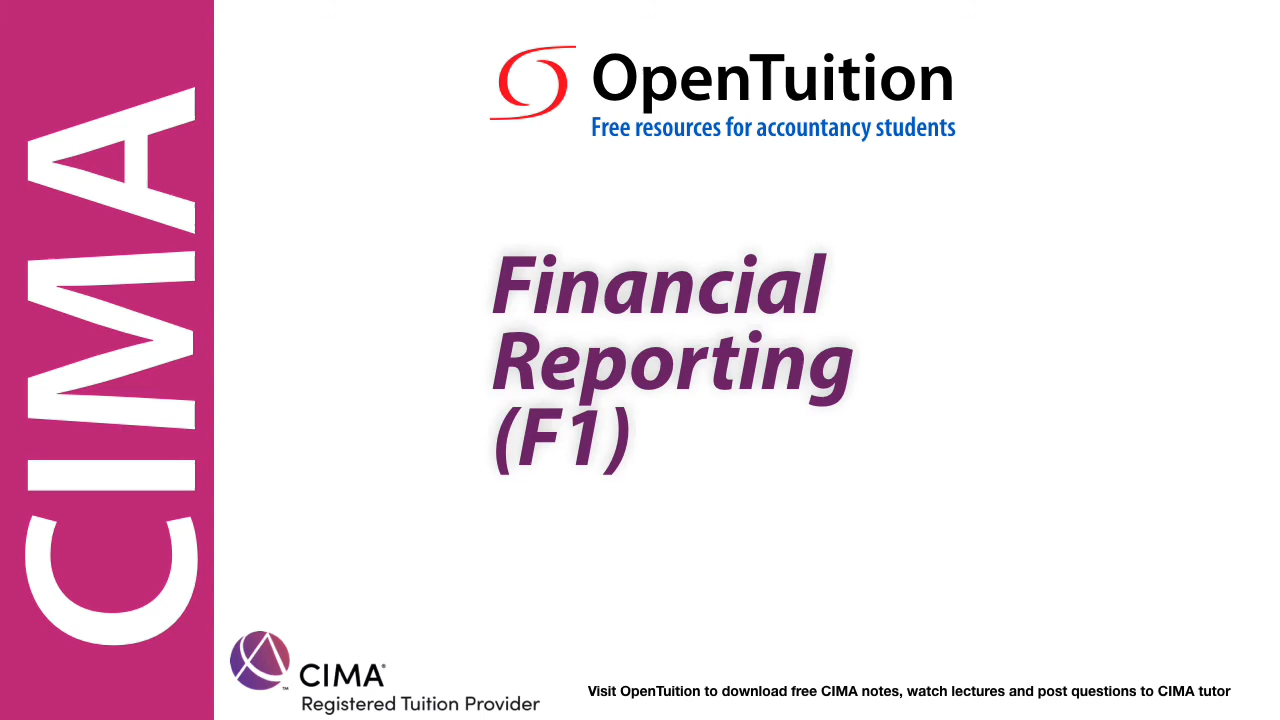 CIMA
OpenTuition
Free resources for accountancy students
Financial
Reporting
(F1)
CIMA®
™
Registered Tuition Provider
Visit OpenTuition to download free CIMA notes, watch lectures and post questions to CIMA tutor